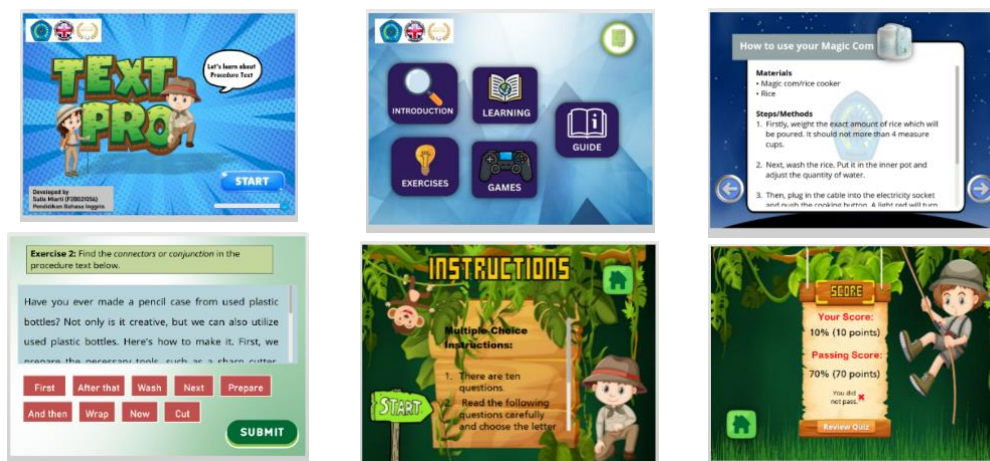 TEXT
PRO
Let's learn about
Procedure Text
START
Developed by
Pendidikan Bahasa Inggris
INTRODUCTION
LEARNING
GUIDE
EXERCISES
GAMES
How to use your Magic Com
Materials
• Magic com/rice cooker
• Rice
Steps/Methods
1. Firstly, weight the exact amount of rice which will
be poured. It should not more than 4 measure
cups.
2. Next, wash the rice. Put it in the inner pot and
adjust the quantity of water.
3. Then, plug in the cable into the electricity socket
and push the cooking button. A light red will turn
Exercise 2: Find the connectors or conjunction in the
procedure text below.
Have you ever made a pencil case from used plastic
bottles? Not only is it creative, but we can also utilize
used plastic bottles. Here's how to make it. First, we
prepare the necessary tools, such as a sharp cutter,
First
After that
Wash
Next
Prepare
And then
Wrap
Now
Cut
SUBMIT
INSTRUCTIONS
Multiple Choice
Instructions:
1. There are ten
questions.
2. Read the following
questions carefully
and choose the letter
START
SCORE
Your Score:
10% (10 points)
Passing Score:
70% (70 points)
You did
not pass.
Review Quiz